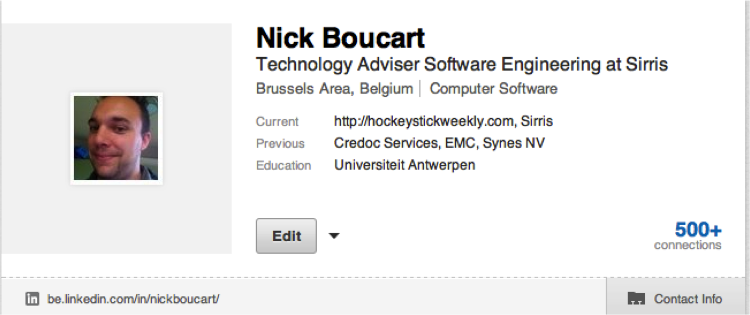 Nick Boucart
Technology Adviser Software Engineering at Sirris
Brussels Area, Belgium | Computer Software
Current http://hockeystickweekly.com, Sirris
Previous Credoc Services, EMC, Synes NV
Education Universiteit Antwerpen
Edit
500+
connections
in be.linkedin.com/in/nickboucart/
Contact Info